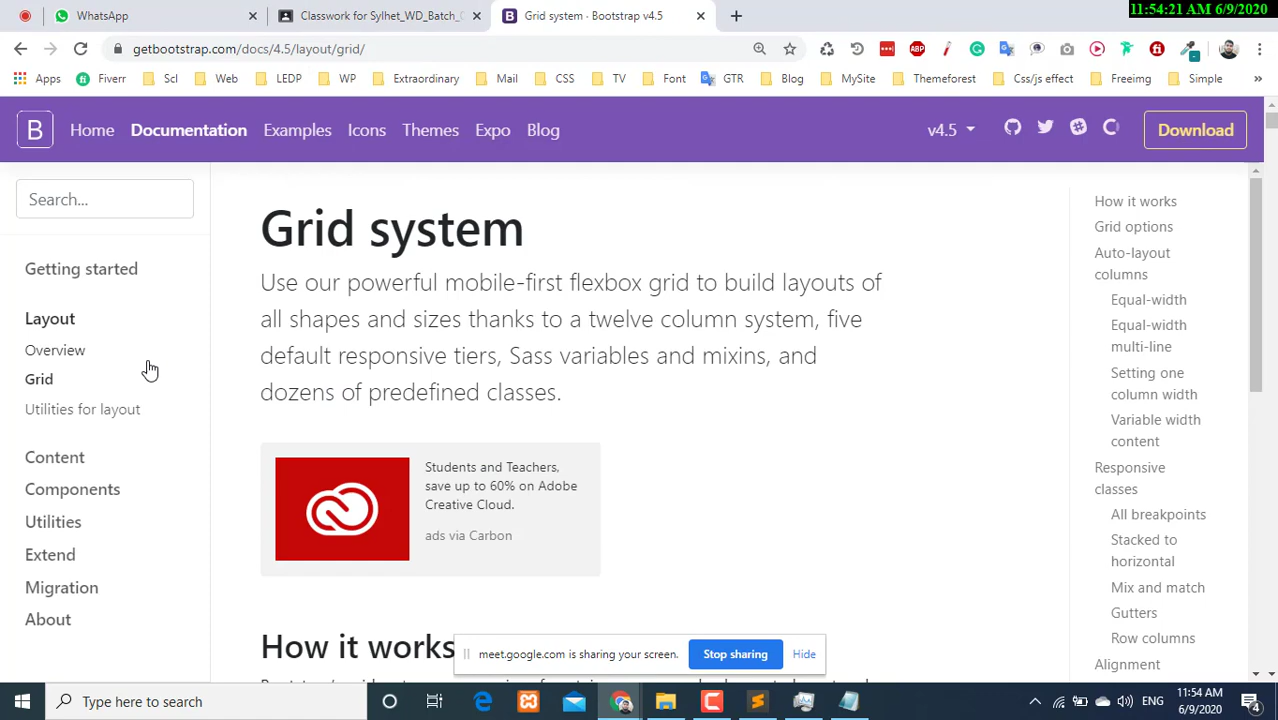 WhatsApp
Classwork for Sylhet_WD_Batch_
Grid system · Bootstrap v4.5
11:54:21 AM 6/9/2020
getbootstrap.com/docs/4.5/layout/grid/
ABP
Apps
Fiverr
Scl
Web
LEDP
WP
Extraordinary
Mail
CSS
TV
Font
GTR
Blog
MySite
Themeforest
Css/js effect
Freeimg
Simple
B
Home
Documentation
Examples
Icons
Themes
Expo
Blog
v4.5
Download
Search...
Getting started
Layout
Overview
Grid
Utilities for layout
Content
Components
Utilities
Extend
Migration
About
Grid system
Use our powerful mobile-first flexbox grid to build layouts of
all shapes and sizes thanks to a twelve column system, five
default responsive tiers, Sass variables and mixins, and
dozens of predefined classes.
Students and Teachers,
save up to 60% on Adobe
Creative Cloud.
ads via Carbon
How it works
How it works
Grid options
Auto-layout
columns
Equal-width
Equal-width
multi-line
Setting one
column width
Variable width
content
Responsive
classes
All breakpoints
Stacked to
horizontal
Mix and match
Gutters
Row columns
Alignment
meet.google.com is sharing your screen.
Stop sharing
Hide
Type here to search
ENG
11:54 AM
6/9/2020
4